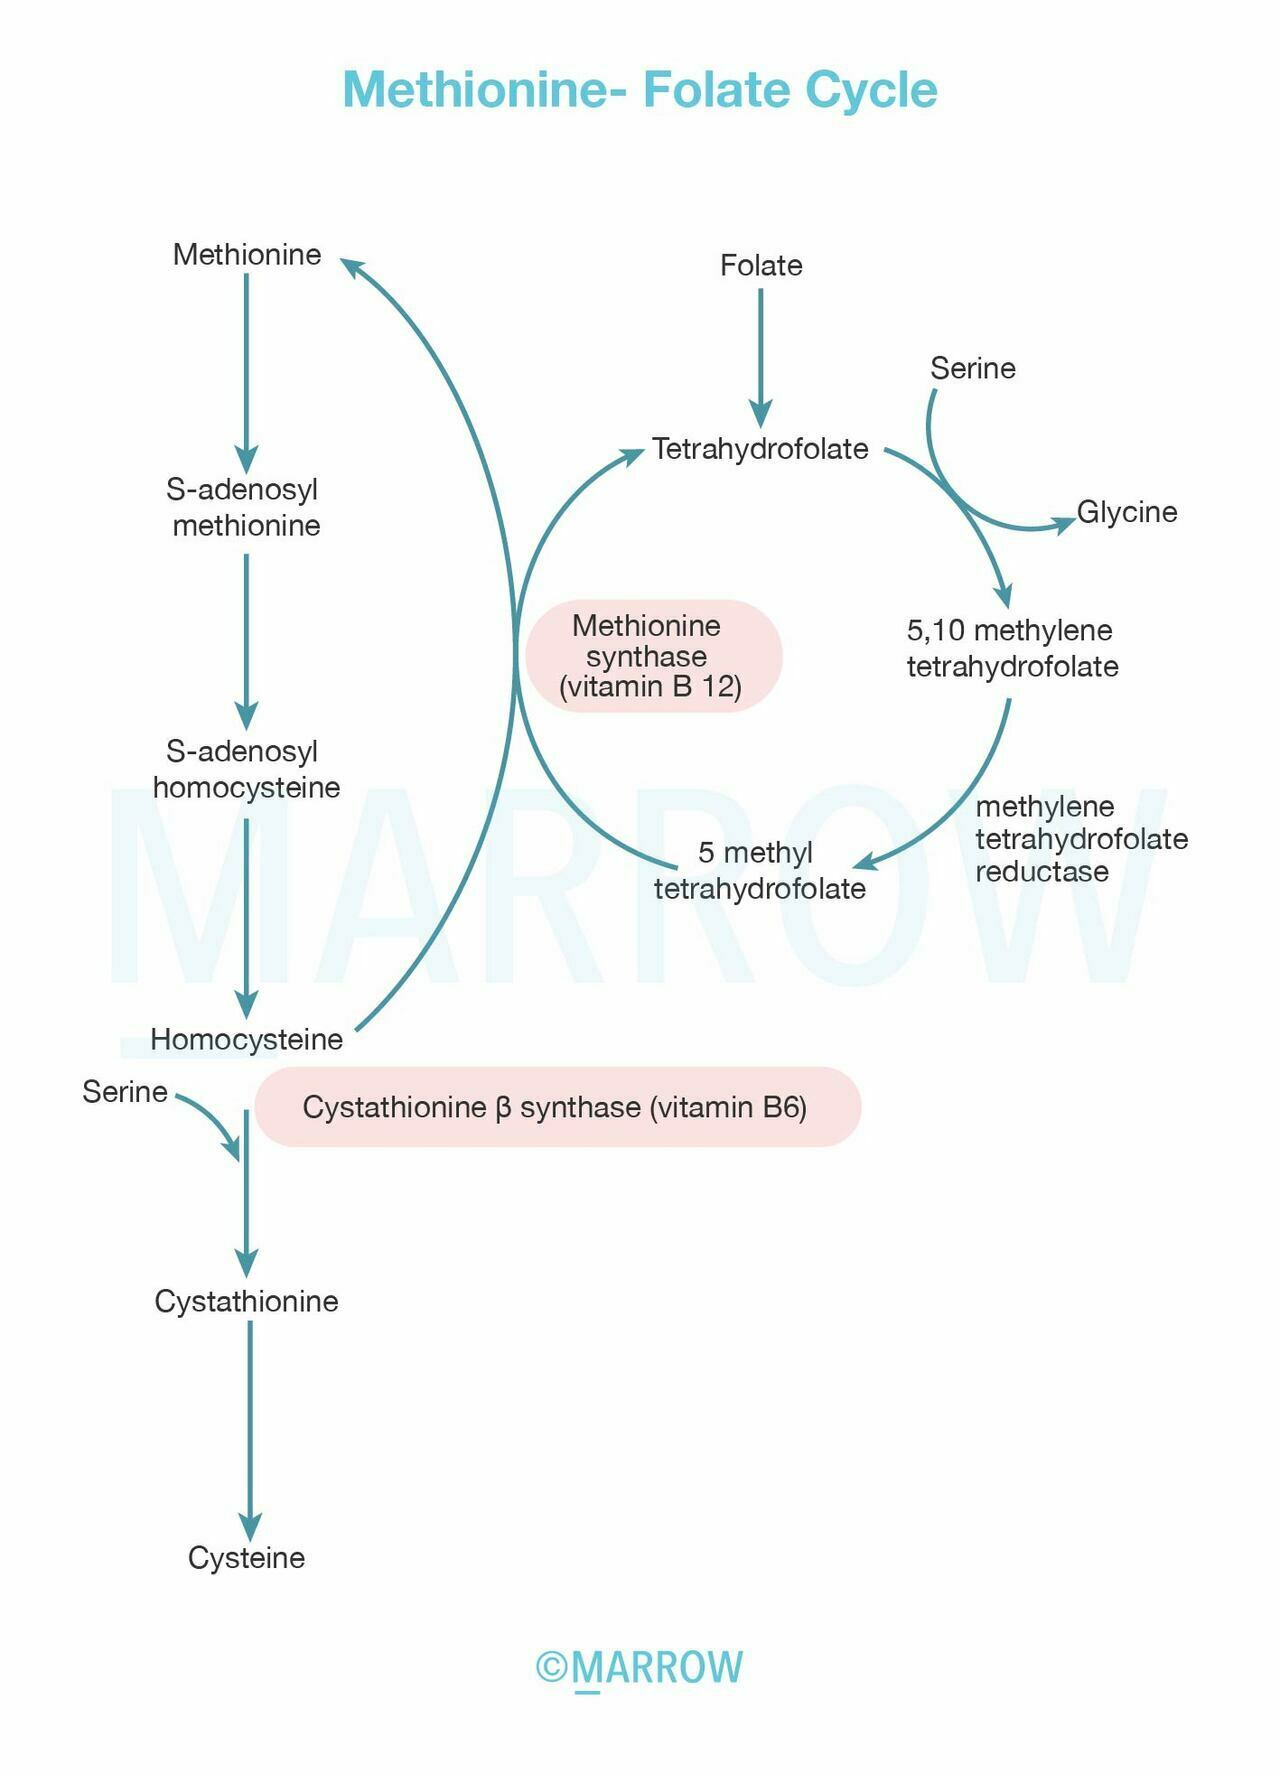 Methionine- Folate Cycle
Methionine
Folate
Serine
Tetrahydrofolate
S-adenosyl
methionine
Glycine
Methionine
synthase
(vitamin B 12)
5,10 methylene
tetrahydrofolate
S-adenosyl
homocysteine
MARROW
methylene
tetrahydrofolate
reductase
5 methyl
tetrahydrofolate
Homocysteine
Serine
Cystathionine β synthase (vitamin B6)
Cystathionine
Cysteine
©MARROW